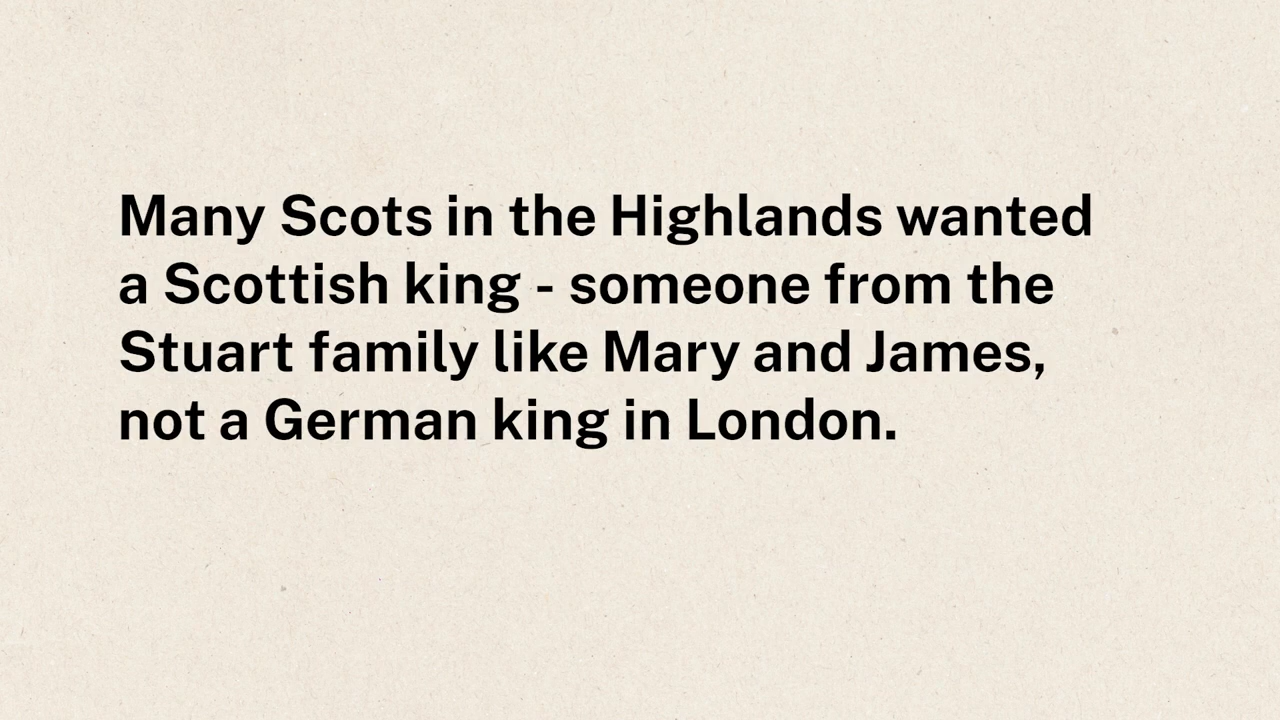 Many Scots in the Highlands wanted
a Scottish king - someone from the
Stuart family like Mary and James,
not a German king in London.